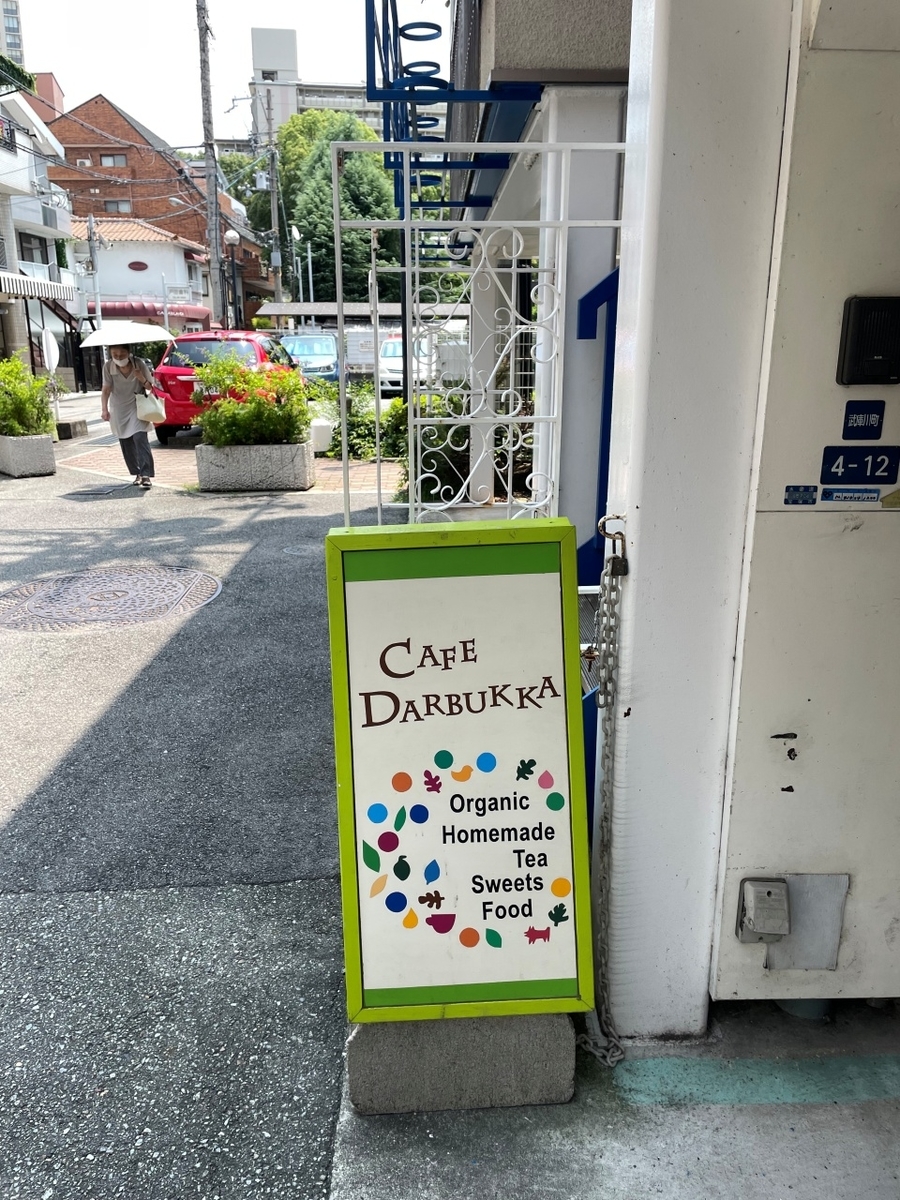 武庫川町
4-12
CAFE
DARBUKKA
Organic
Homemade
Tea
Sweets
Food